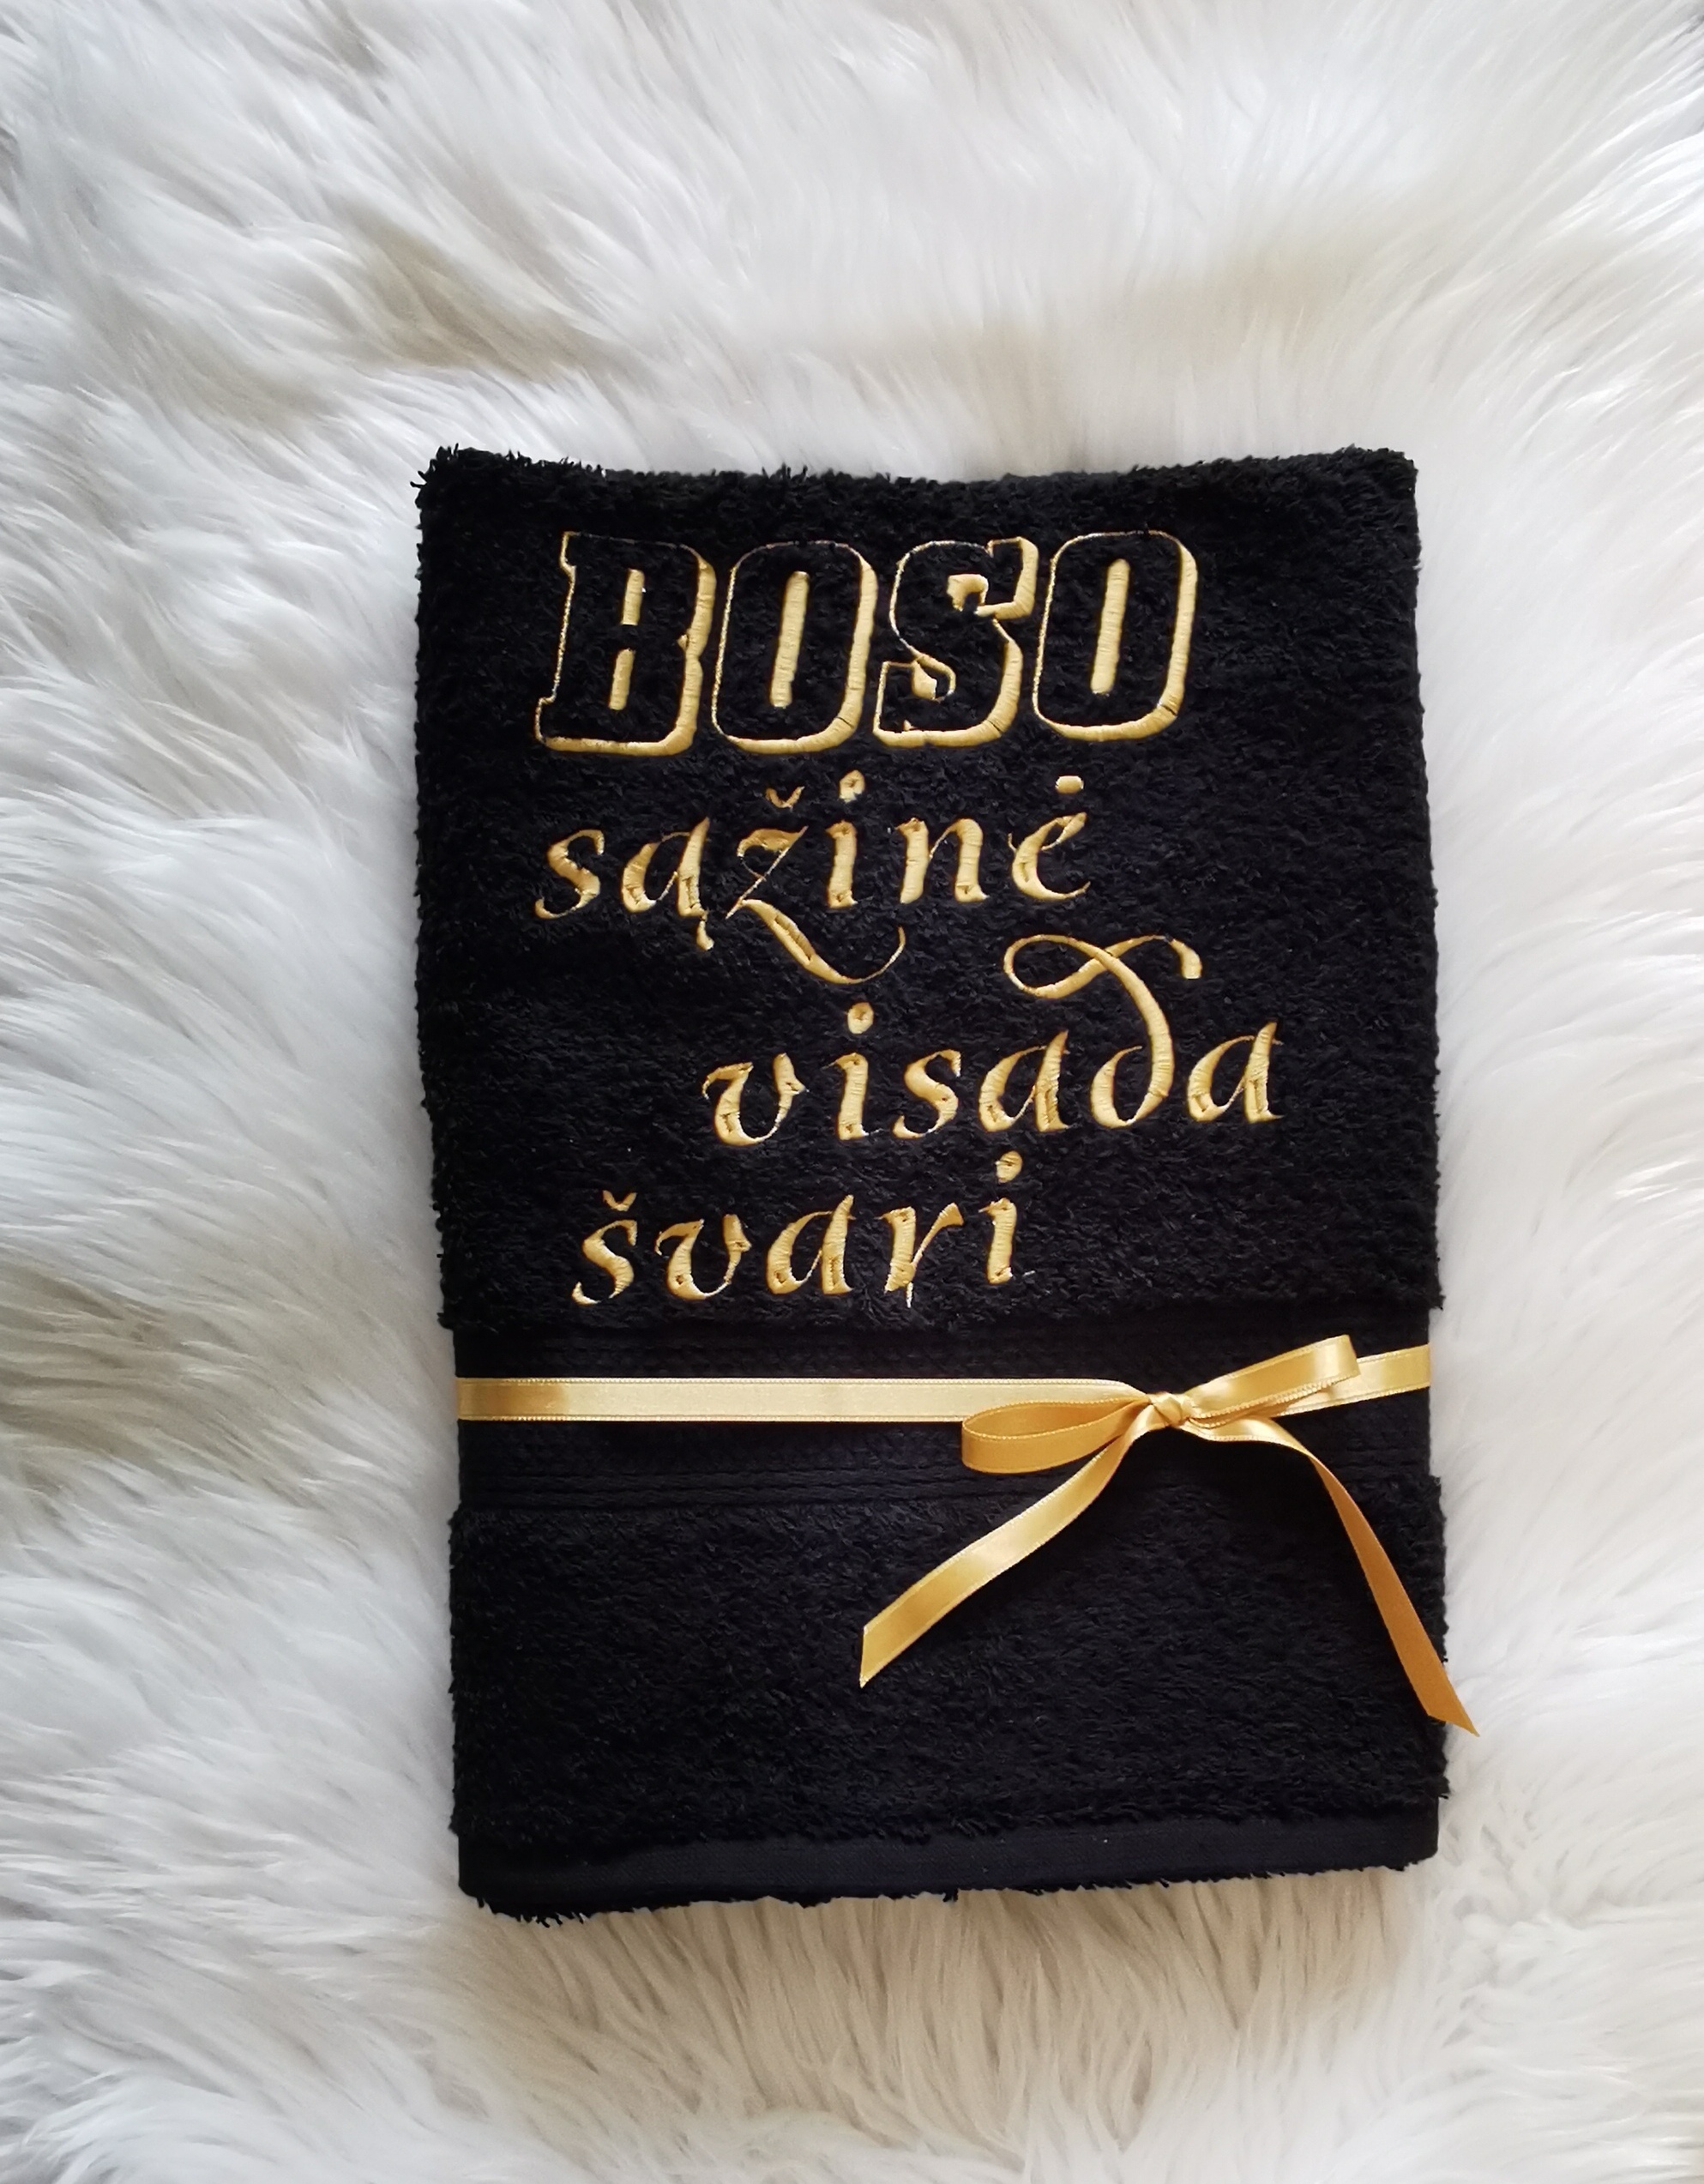 BOSO
sąžinė
visada
švari